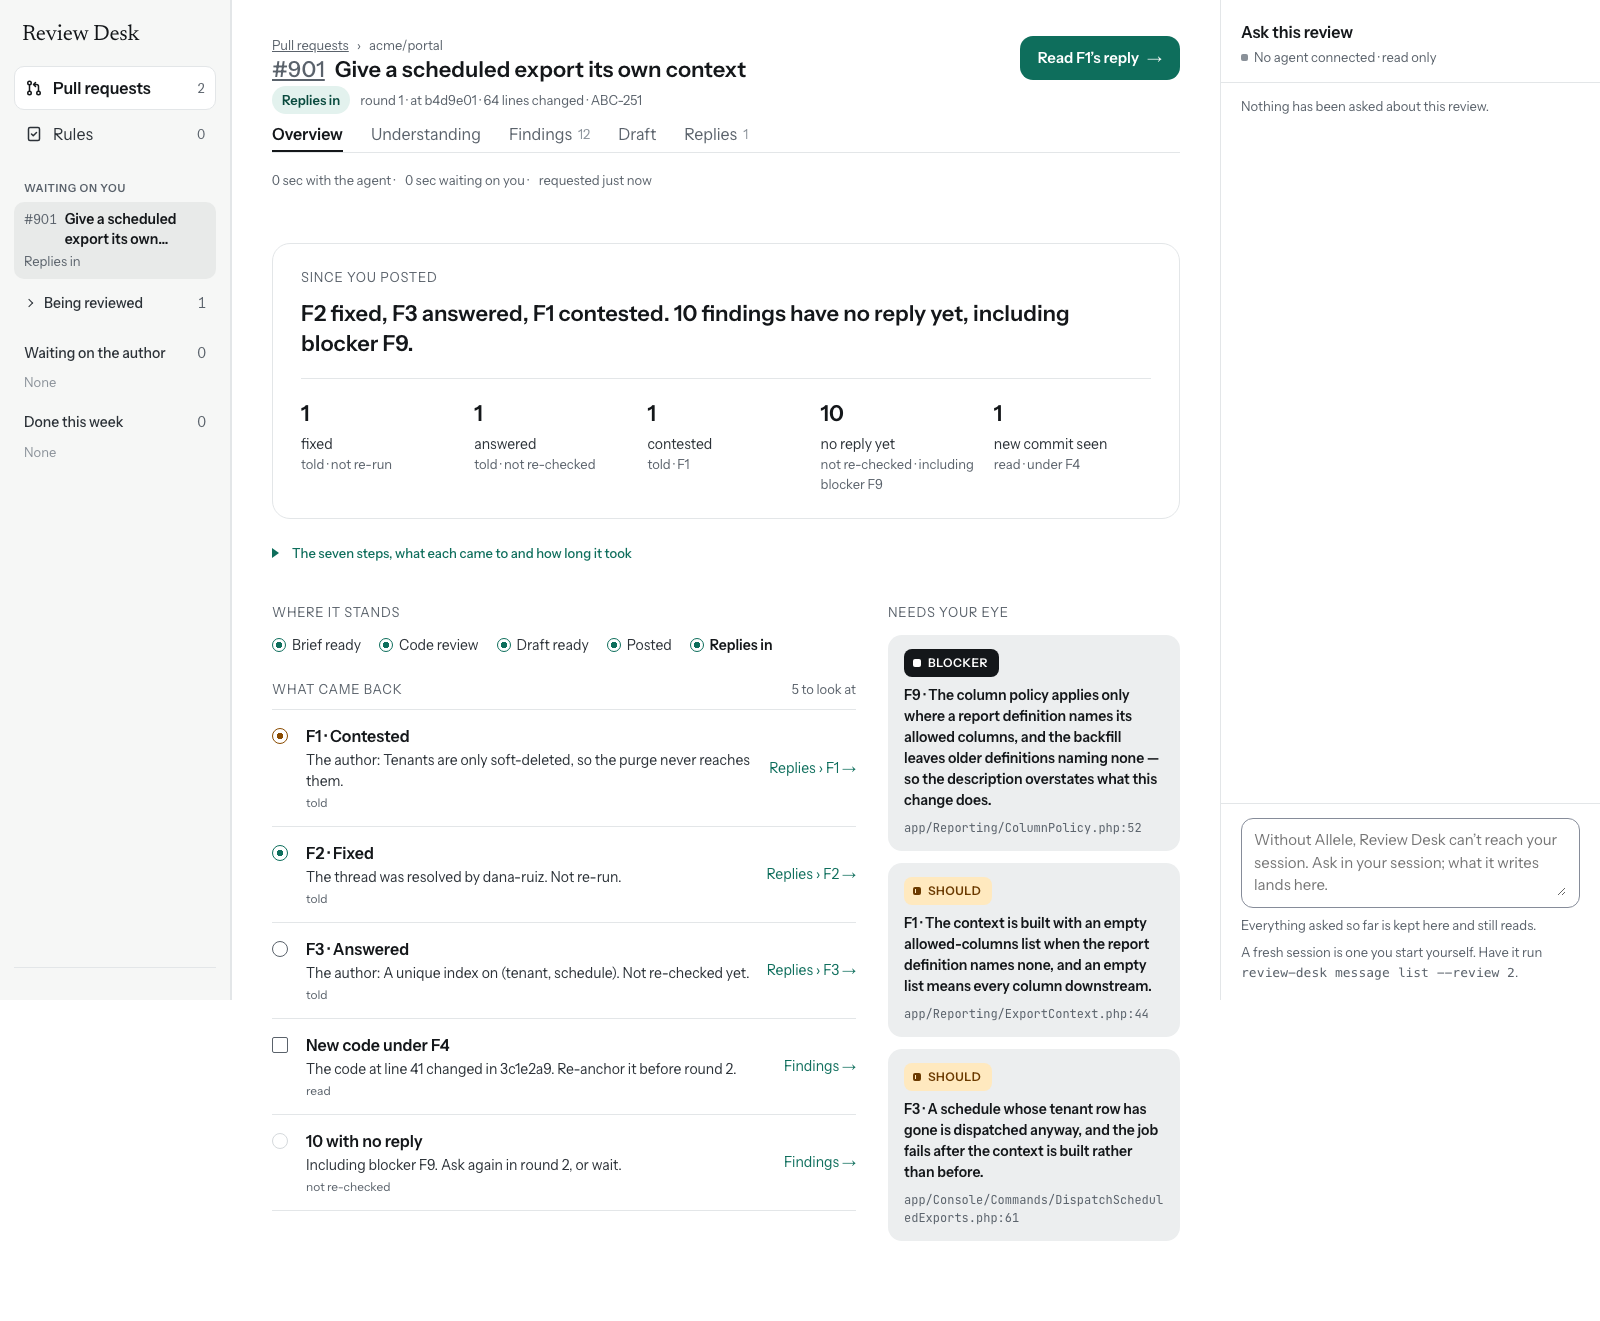 Review Desk
Pull requests 2
Rules 0
WAITING ON YOU
#901 Give a scheduled
export its own...
Replies in
Being reviewed 1
Waiting on the author 0
None
Done this week 0
None
Pull requests › acme/portal
#901 Give a scheduled export its own context
Read F1's reply →
Replies in round 1 · at b4d9e01 · 64 lines changed · ABC-251
Overview Understanding Findings 12 Draft Replies 1
0 sec with the agent · 0 sec waiting on you · requested just now
SINCE YOU POSTED
F2 fixed, F3 answered, F1 contested. 10 findings have no reply yet, including
blocker F9.
1 1 1 10 1
fixed answered contested no reply yet new commit seen
told · not re-run told · not re-checked told · F1 not re-checked · including read · under F4
blocker F9
The seven steps, what each came to and how long it took
WHERE IT STANDS
Brief ready Code review Draft ready Posted Replies in
WHAT CAME BACK 5 to look at
F1 · Contested
The author: Tenants are only soft-deleted, so the purge never reaches
them.
told
Replies › F1 →
F2 · Fixed
The thread was resolved by dana-ruiz. Not re-run.
told
Replies › F2 →
F3 · Answered
The author: A unique index on (tenant, schedule). Not re-checked yet.
told
Replies › F3 →
New code under F4
The code at line 41 changed in 3c1e2a9. Re-anchor it before round 2.
read
Findings →
10 with no reply
Including blocker F9. Ask again in round 2, or wait.
not re-checked
Findings →
NEEDS YOUR EYE
BLOCKER
F9 · The column policy applies only
where a report definition names its
allowed columns, and the backfill
leaves older definitions naming none —
so the description overstates what this
change does.
app/Reporting/ColumnPolicy.php:52
SHOULD
F1 · The context is built with an empty
allowed-columns list when the report
definition names none, and an empty
list means every column downstream.
app/Reporting/ExportContext.php:44
SHOULD
F3 · A schedule whose tenant row has
gone is dispatched anyway, and the job
fails after the context is built rather
than before.
app/Console/Commands/DispatchSchedul
edExports.php:61
Ask this review
No agent connected · read only
Nothing has been asked about this review.
Without Allele, Review Desk can't reach your
session. Ask in your session; what it writes
lands here.
Everything asked so far is kept here and still reads.
A fresh session is one you start yourself. Have it run
review-desk message list --review 2.